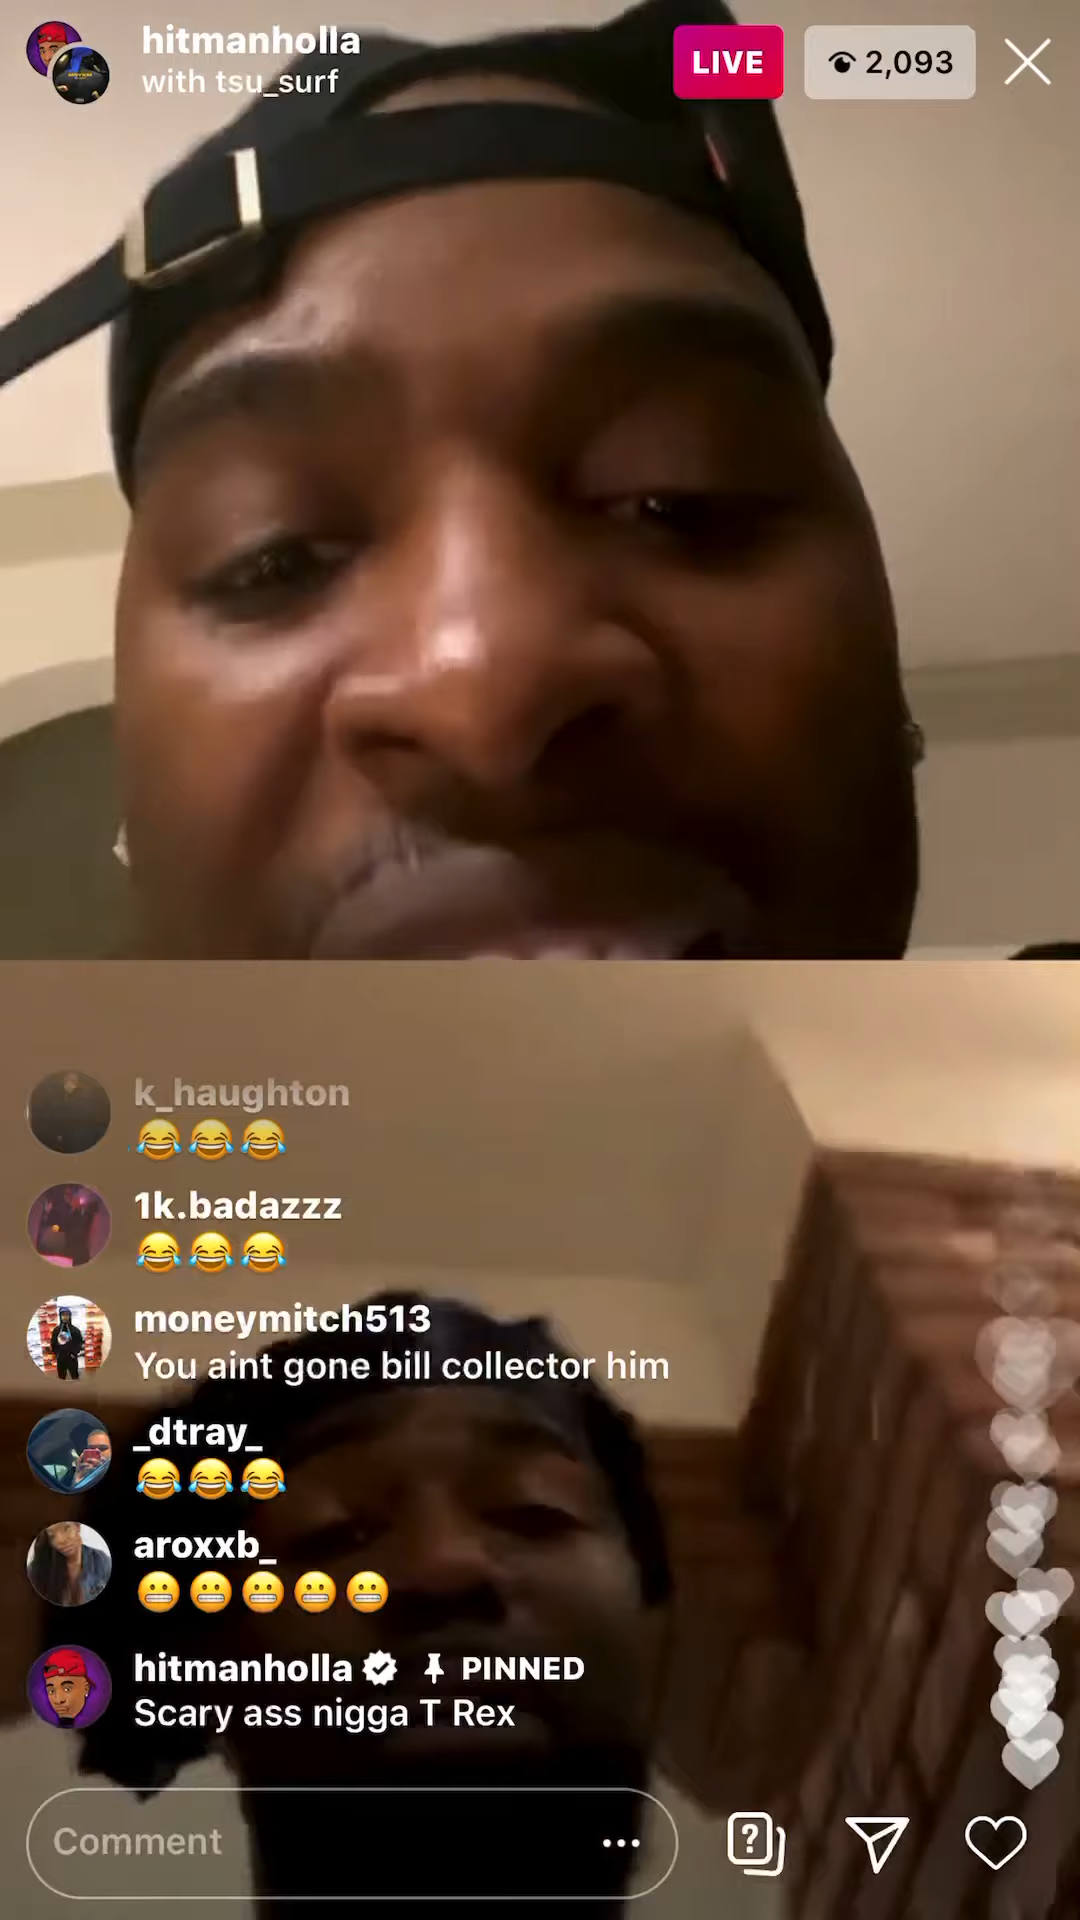 hitmanholla
with tsu_surf
LIVE
2,093
k_haughton
😂😂😂
1k.badazzz
😂😂😂
moneymitch513
You aint gone bill collector him
_dtray_
😂😂😂
aroxxb_
😬😬😬😬😬
hitmanholla PINNED
Scary ass nigga T Rex
Comment